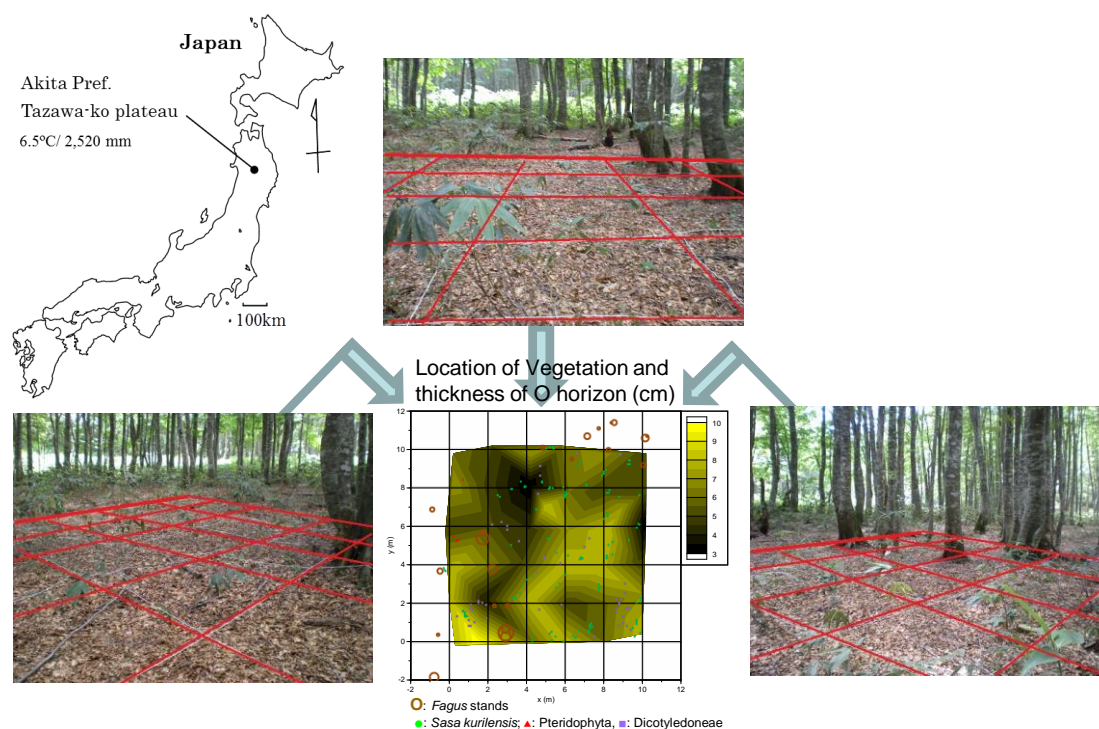 Japan
Akita Pref.
Tazawa-ko plateau
6.5ºC/ 2,520 mm
100km
Location of Vegetation and
thickness of O horizon (cm)
12
10
8
6
4
2
0
-2
y (m)
-2 0 2 4 6 8 10 12
x (m)
10
9
8
7
6
5
4
3
O: Fagus stands
●: Sasa kurilensis; ▲: Pteridophyta, ■: Dicotyledoneae